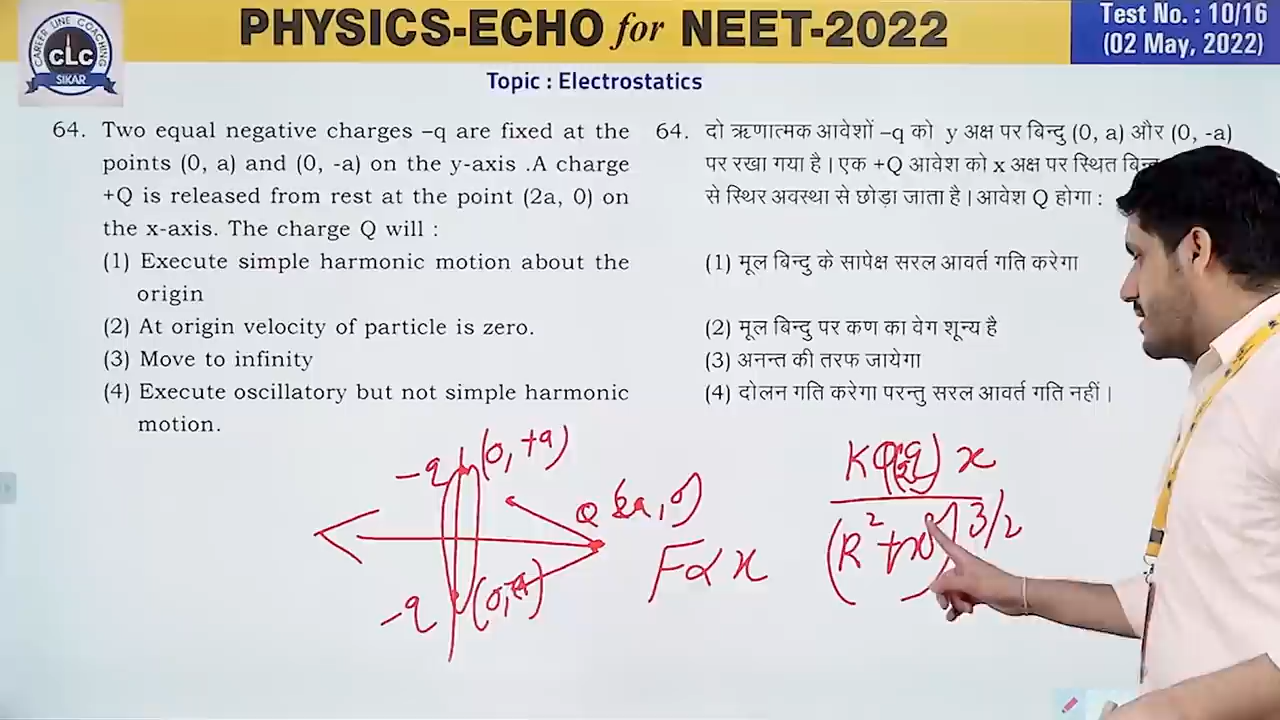 PHYSICS-ECHO for NEET-2022
Test No. : 10/16
(02 May, 2022)
CAREER LINE COACHING
CLC
SIKAR
Topic : Electrostatics
64. Two equal negative charges –q are fixed at the
points (0, a) and (0, -a) on the y-axis .A charge
+Q is released from rest at the point (2a, 0) on
the x-axis. The charge Q will :
(1) Execute simple harmonic motion about the
origin
(2) At origin velocity of particle is zero.
(3) Move to infinity
(4) Execute oscillatory but not simple harmonic
motion.
64. दो ऋणात्मक आवेशों –q को y अक्ष पर बिन्दु (0, a) और (0, -a)
पर रखा गया है। एक +Q आवेश को x अक्ष पर स्थित
से स्थिर अवस्था से छोड़ा जाता है। आवेश Q होगा :
(1) मूल बिन्दु के सापेक्ष सरल आवर्त गति करेगा
(2) मूल बिन्दु पर कण का वेग शून्य है
(3) अनन्त की तरफ जायेगा
(4) दोलन गति करेगा परन्तु सरल आवर्त गति नहीं।
-q (0, +a)
Q (2a, 0)
-q
F∝x
x
3/2